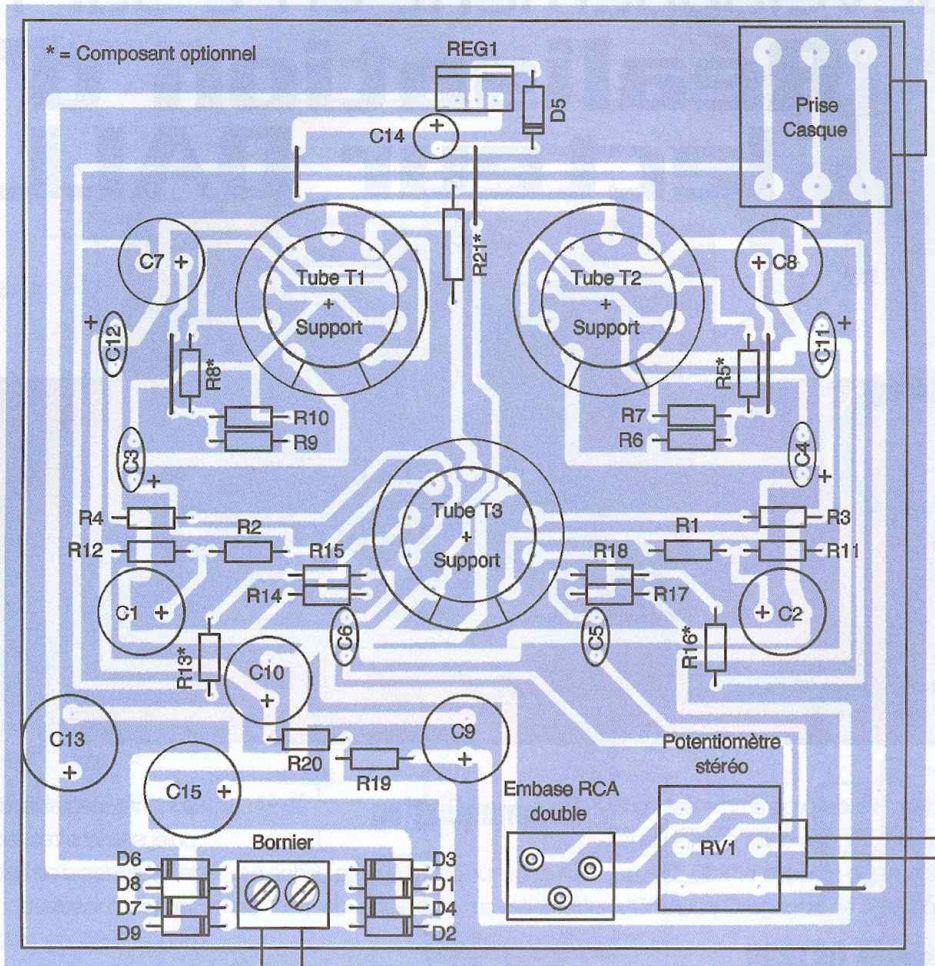 * = Composant optionnel
REG1
D5
C14
+
Prise
Casque
C7
+
Tube T1
+
Support
R21*
Tube T2
+
Support
+
C8
+
C12
R8*
R5*
C11
+
R10
R9
R7
R6
C3
+
C4
+
Tube T3
+
Support
R4
R2
R1
R3
R12
R15
R18
R11
R14
R17
C1
+
C6
C5
+
C2
R13*
R16*
C10
+
C13
+
C9
+
R20
R19
C15
+
Potentiomètre
stéréo
Embase RCA
double
RV1
Bornier
D6
D8
D7
D9
D3
D1
D4
D2